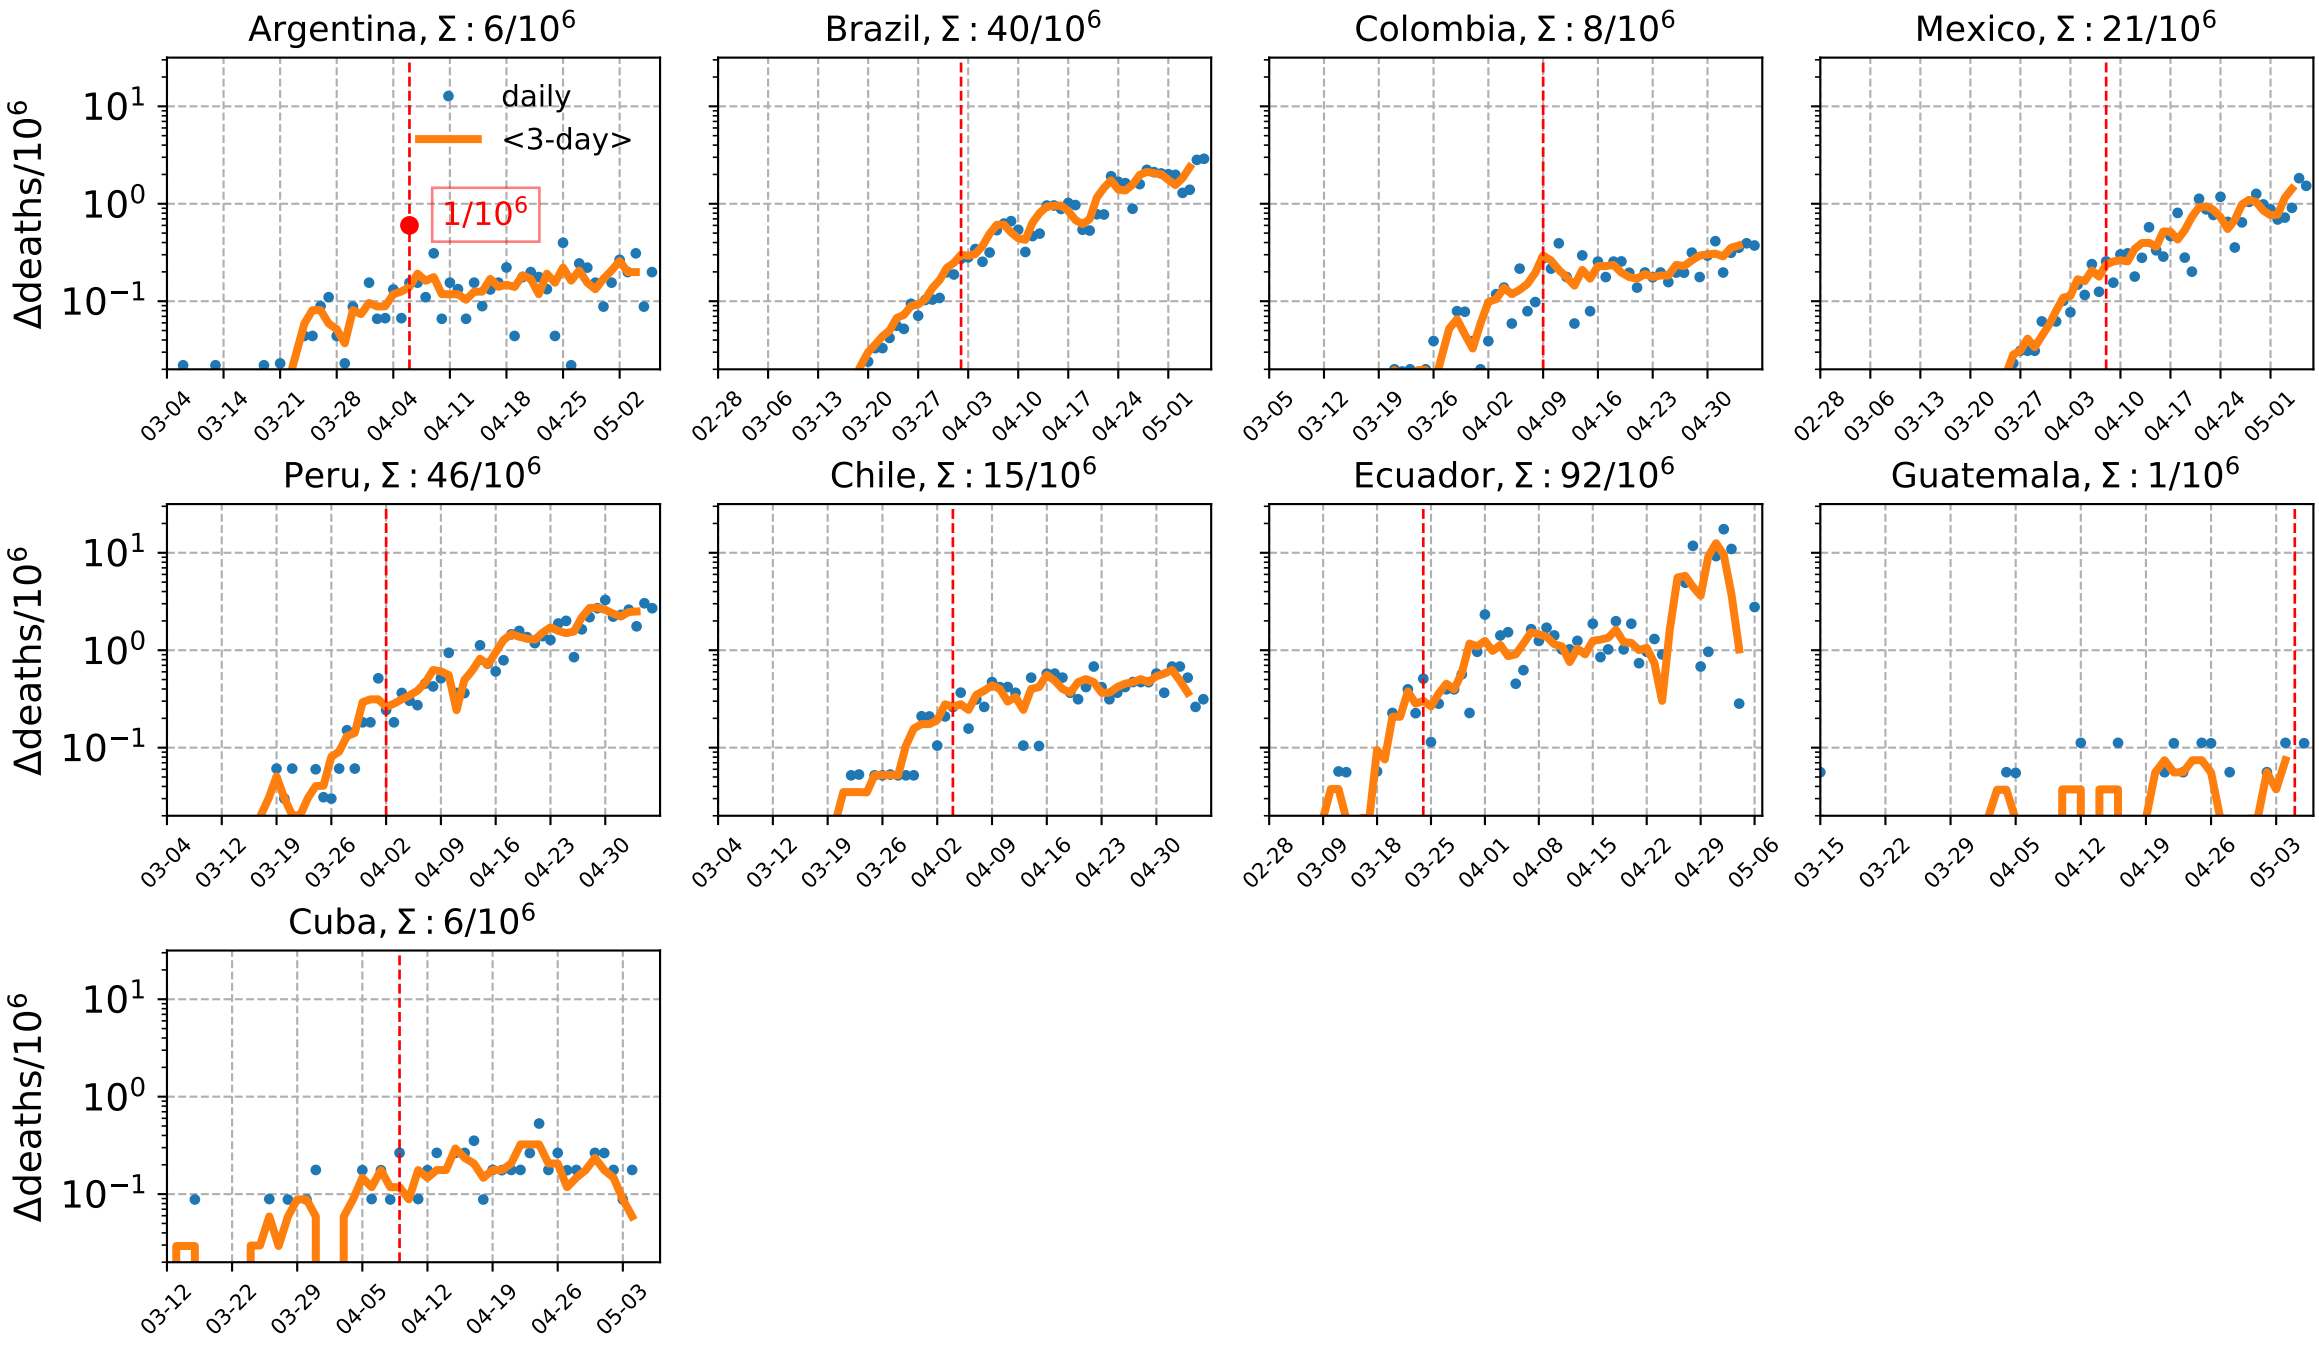 Argentina, Σ : 6/10⁶
Brazil, Σ : 40/10⁶
Colombia, Σ : 8/10⁶
Mexico, Σ : 21/10⁶
Δdeaths/10⁶
10¹
10⁰
10⁻¹
daily
<3-day>
1/10⁶
03-04 03-14 03-21 03-28 04-04 04-11 04-18 04-25 05-02
02-28 03-06 03-13 03-20 03-27 04-03 04-10 04-17 04-24 05-01
03-05 03-12 03-19 03-26 04-02 04-09 04-16 04-23 04-30
02-28 03-06 03-13 03-20 03-27 04-03 04-10 04-17 04-24 05-01
Peru, Σ : 46/10⁶
Chile, Σ : 15/10⁶
Ecuador, Σ : 92/10⁶
Guatemala, Σ : 1/10⁶
Δdeaths/10⁶
10¹
10⁰
10⁻¹
03-04 03-12 03-19 03-26 04-02 04-09 04-16 04-23 04-30
03-04 03-12 03-19 03-26 04-02 04-09 04-16 04-23 04-30
02-28 03-09 03-18 03-25 04-01 04-08 04-15 04-22 04-29 05-06
03-15 03-22 03-29 04-05 04-12 04-19 04-26 05-03
Cuba, Σ : 6/10⁶
Δdeaths/10⁶
10¹
10⁰
10⁻¹
03-12 03-22 03-29 04-05 04-12 04-19 04-26 05-03